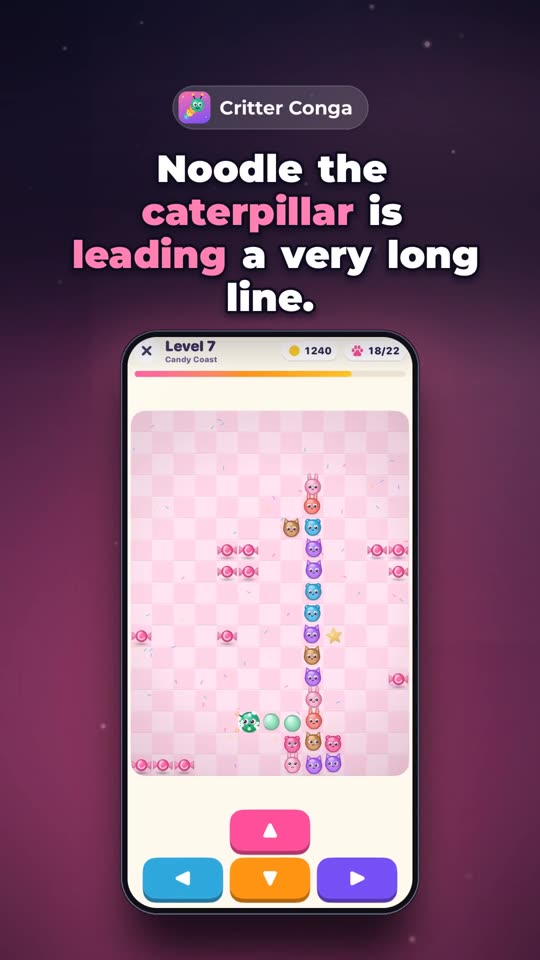 Critter Conga
Noodle the
caterpillar is
leading a very long
line.
Level 7
Candy Coast
1240
18/22